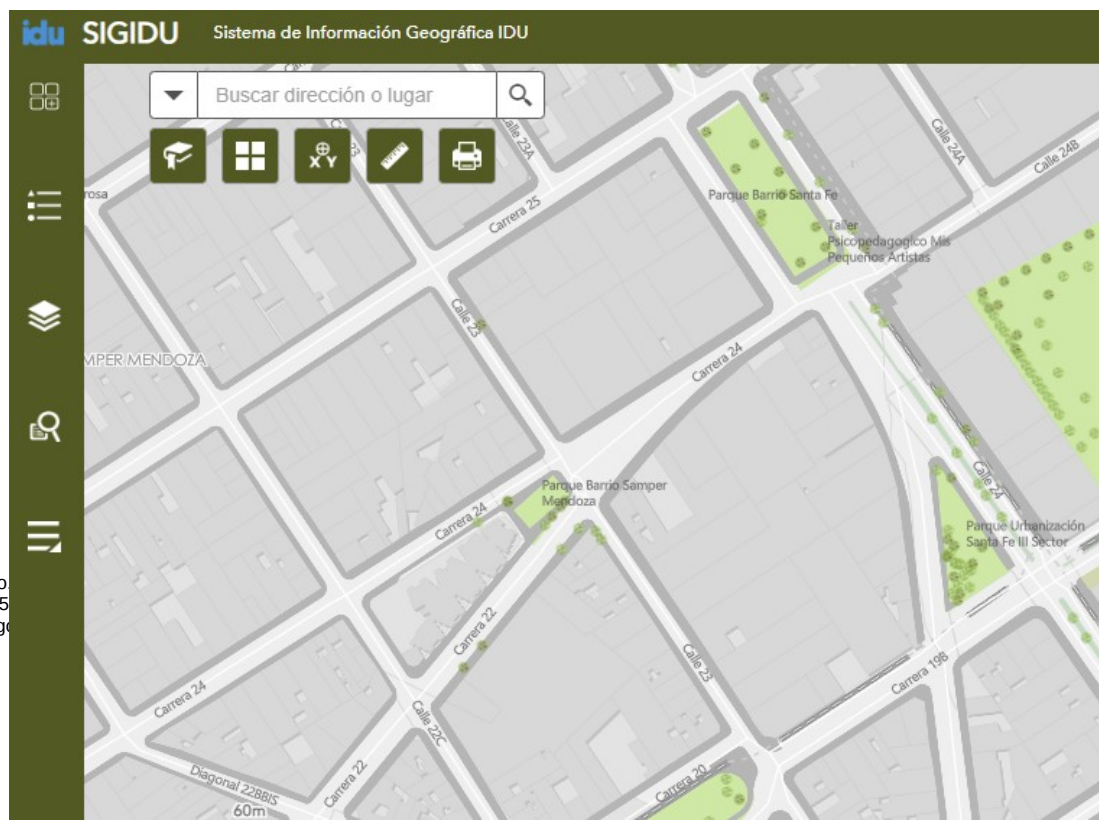 idu SIGIDU Sistema de Información Geográfica IDU
Buscar dirección o lugar
X Y
Calle 23A
Calle 24A
Calle 24B
rosa
Carrera 25
Parque Barrio Santa Fe
Taller
Psicopedagogico Mis
Pequeños Artistas
Calle 23
MPER MENDOZA
Carrera 24
Parque Barrio Samper
Mendoza
Calle 24
Carrera 24
Parque Urbanización
Santa Fe III Sector
o
5
go
Carrera 22
Calle 23
Carrera 19B
Carrera 24
Calle 22C
Diagonal 22BBIS
Carrera 22
Carrera 20
60m